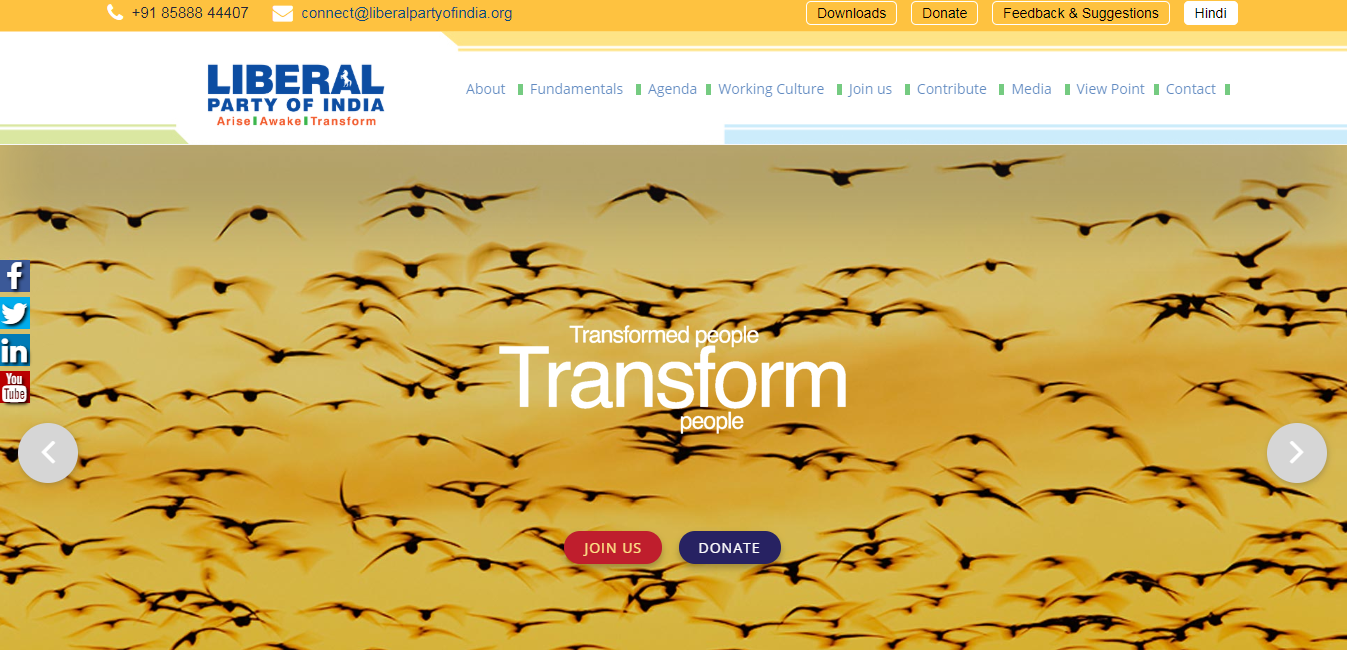 +91 85888 44407 connect@liberalpartyofindia.org Downloads Donate Feedback & Suggestions Hindi
LIBERAL
PARTY OF INDIA
Arise Awake Transform
About Fundamentals Agenda Working Culture Join us Contribute Media View Point Contact
Transformed people
Transform
people
You
Tube
JOIN US DONATE